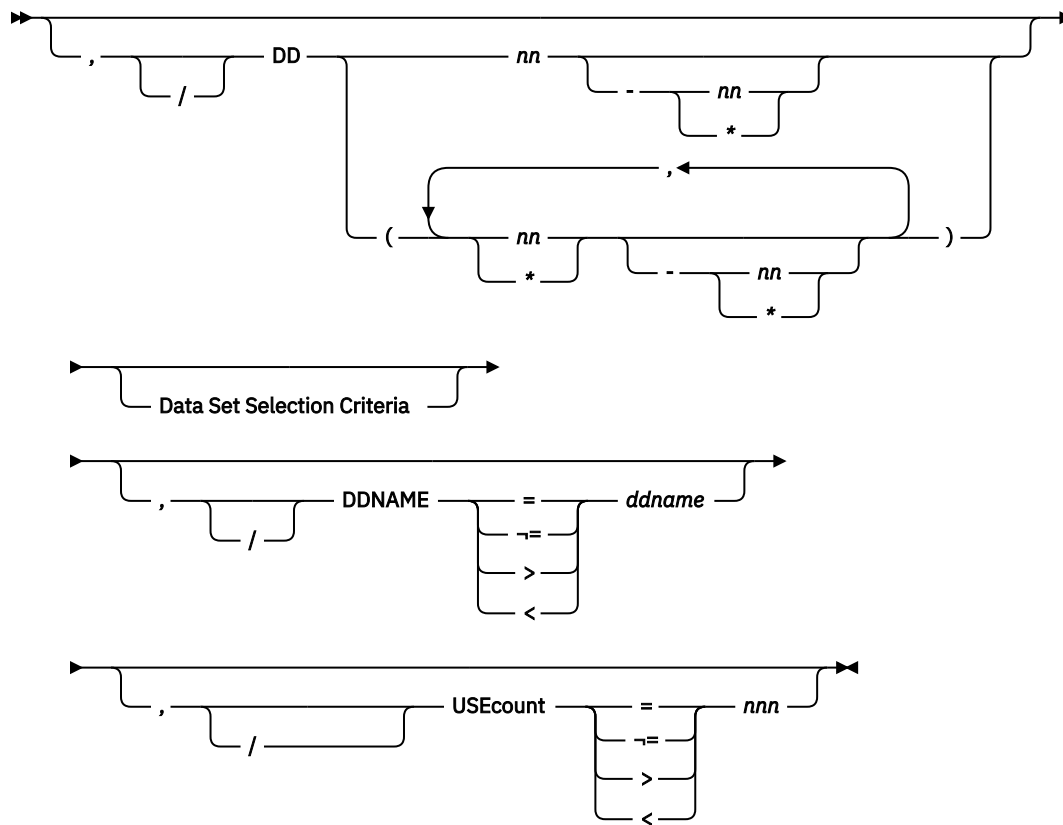 , DD nn
/ - nn
*
,
( nn )
* - nn
*
Data Set Selection Criteria
, DDNAME = ddname
/ ¬=
>
<
, USEcount = nnn
/ ¬=
>
<